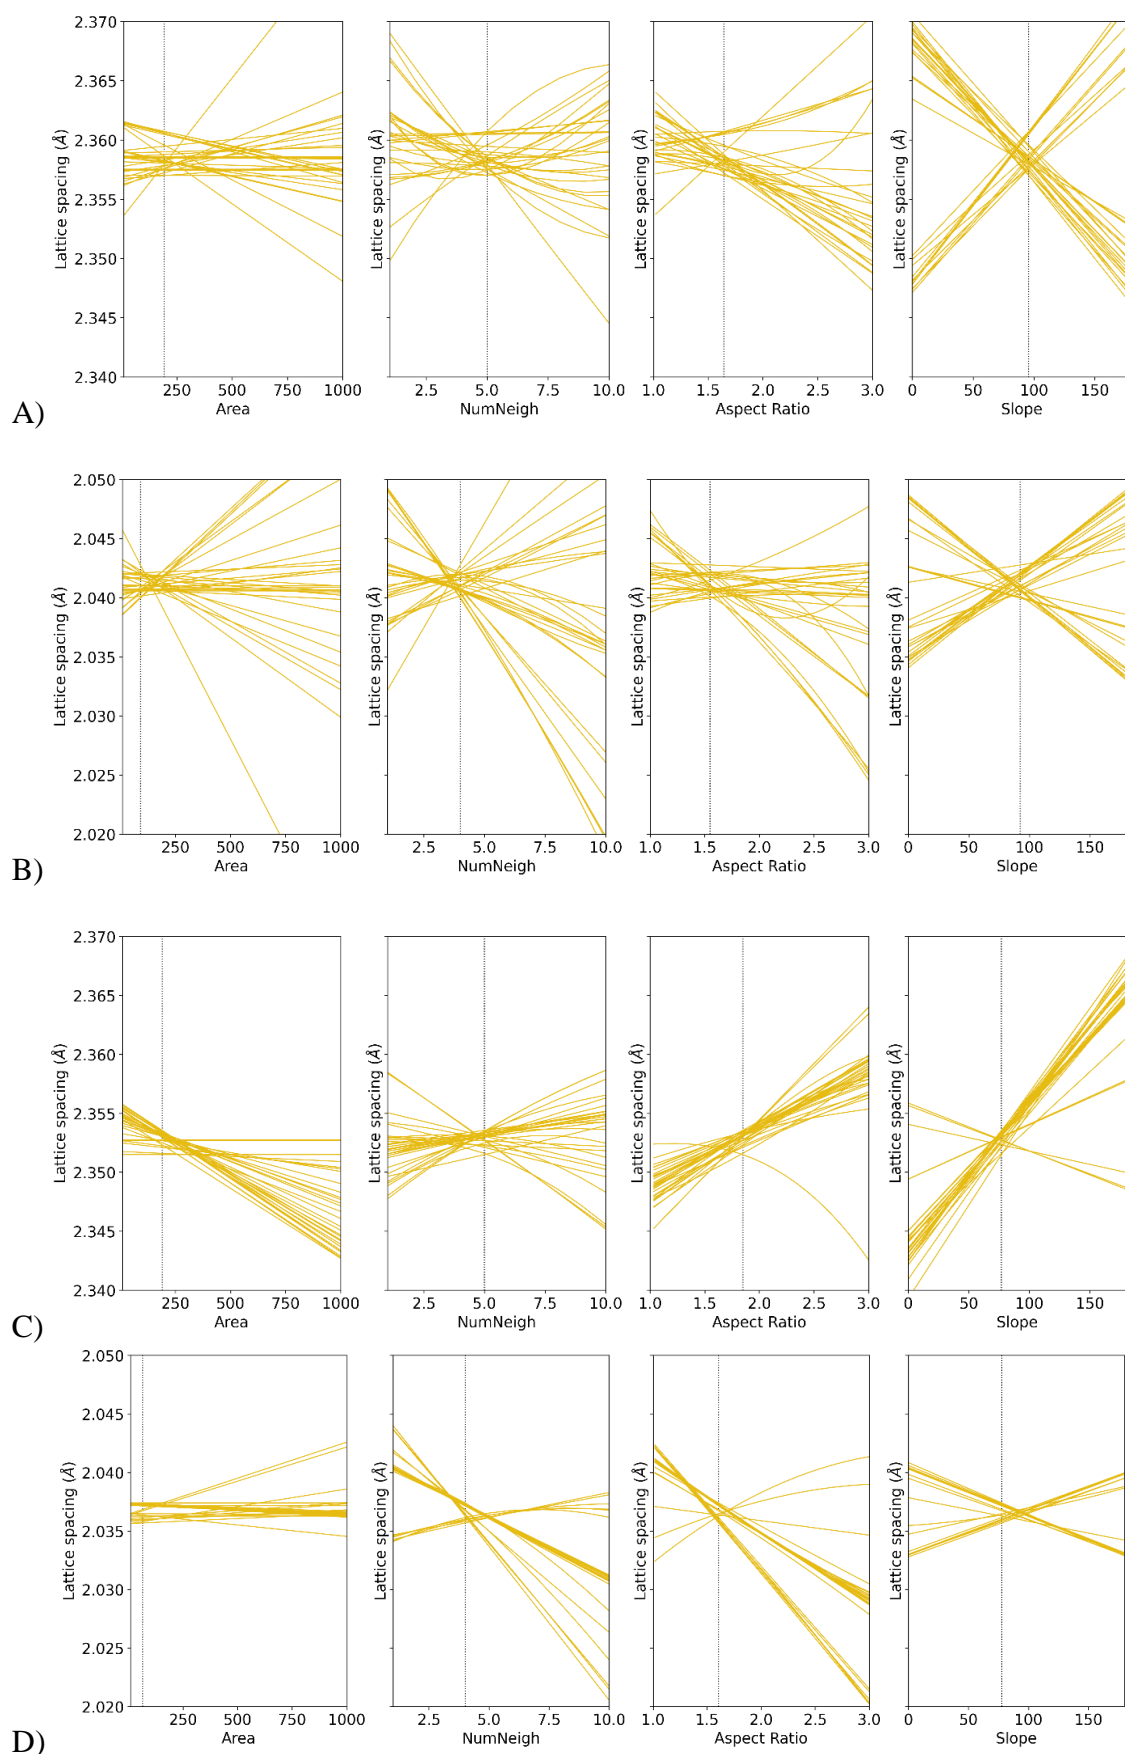 2.370
2.365
2.360
2.355
2.350
2.345
2.340
Lattice spacing (Å)
Lattice spacing (Å)
Lattice spacing (Å)
Lattice spacing (Å)
250 500 750 1000
2.5 5.0 7.5 10.0
1.0 1.5 2.0 2.5 3.0
0 50 100 150
Area NumNeigh Aspect Ratio Slope
A)
2.050
2.045
2.040
2.035
2.030
2.025
2.020
Lattice spacing (Å)
Lattice spacing (Å)
Lattice spacing (Å)
Lattice spacing (Å)
250 500 750 1000
2.5 5.0 7.5 10.0
1.0 1.5 2.0 2.5 3.0
0 50 100 150
Area NumNeigh Aspect Ratio Slope
B)
2.370
2.365
2.360
2.355
2.350
2.345
2.340
Lattice spacing (Å)
Lattice spacing (Å)
Lattice spacing (Å)
Lattice spacing (Å)
250 500 750 1000
2.5 5.0 7.5 10.0
1.0 1.5 2.0 2.5 3.0
0 50 100 150
Area NumNeigh Aspect Ratio Slope
C)
2.050
2.045
2.040
2.035
2.030
2.025
2.020
Lattice spacing (Å)
Lattice spacing (Å)
Lattice spacing (Å)
Lattice spacing (Å)
250 500 750 1000
2.5 5.0 7.5 10.0
1.0 1.5 2.0 2.5 3.0
0 50 100 150
Area NumNeigh Aspect Ratio Slope
D)